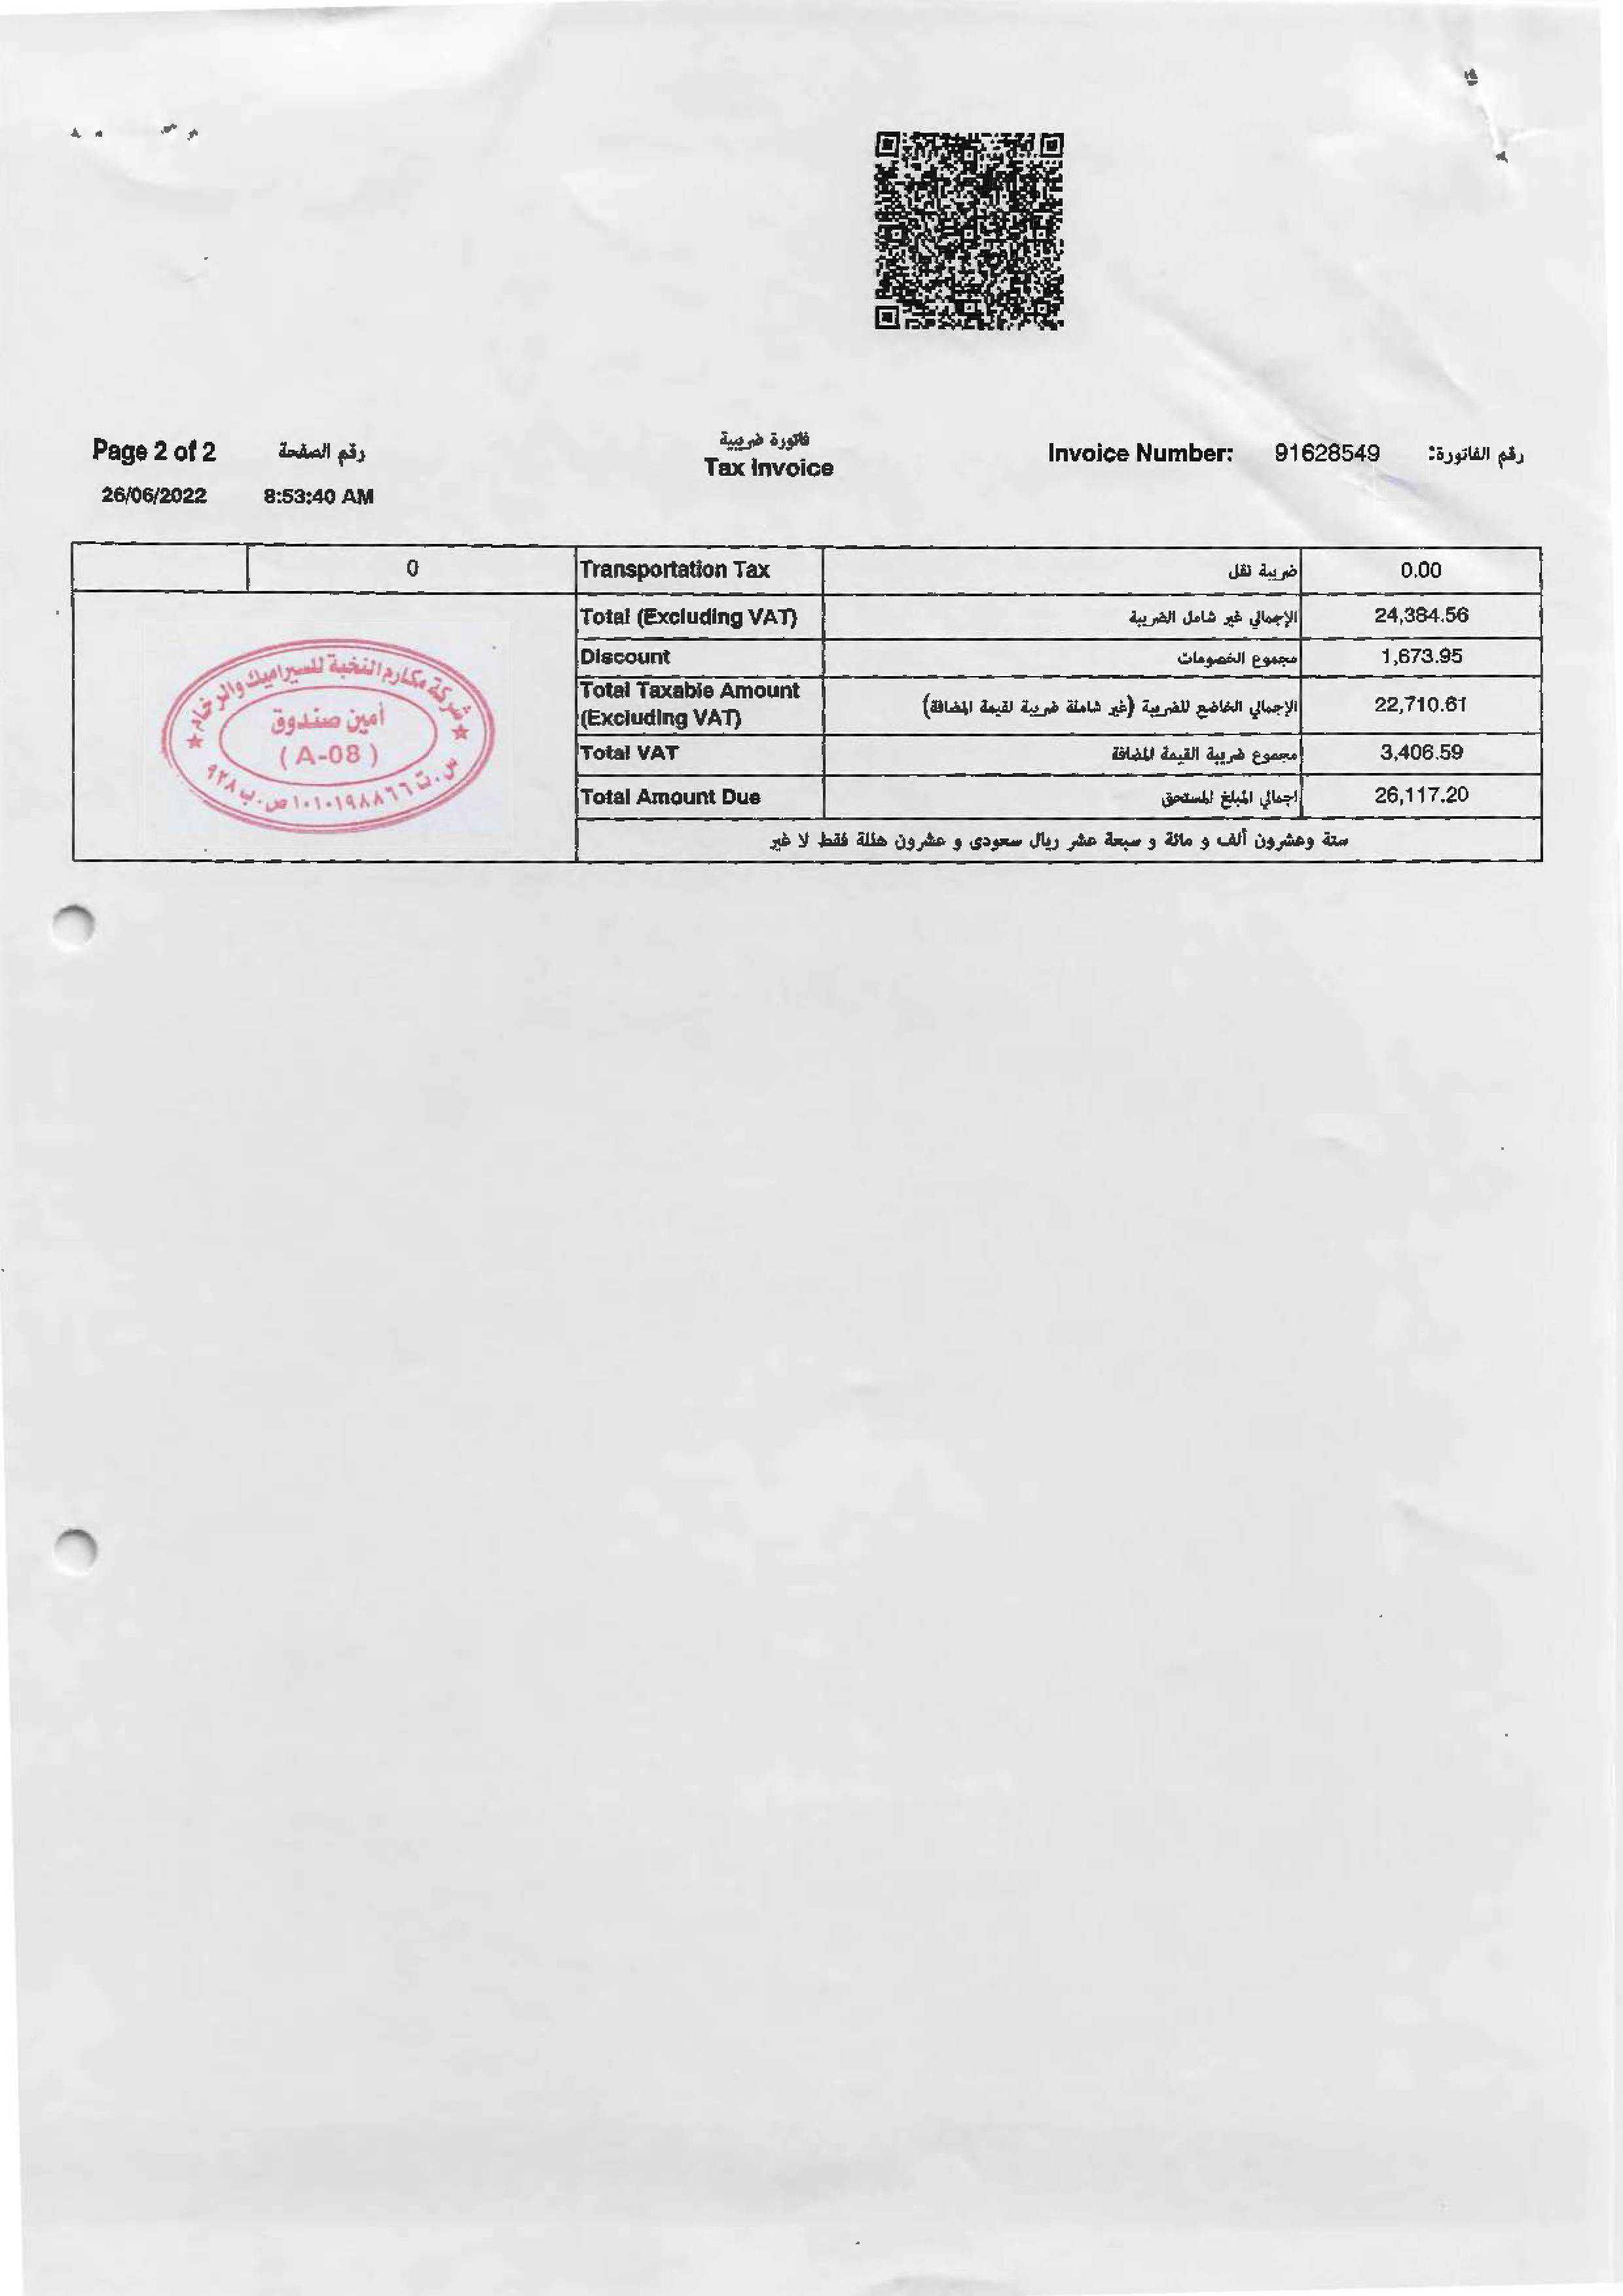 Page 2 of 2 رقم الصفحة
26/06/2022 8:53:40 AM
فاتورة ضريبية
Tax Invoice
Invoice Number: 91628549 رقم الفاتورة:
0 Transportation Tax ضريبة نقل 0.00
Total (Excluding VAT) الإجمالي غير شامل الضريبة 24,384.56
Discount مجموع الخصومات 1,673.95
Total Taxable Amount
(Excluding VAT) الإجمالي الخاضع للضريبة (غير شاملة ضريبة لقيمة المضافة) 22,710.61
Total VAT مجموع ضريبة القيمة المضافة 3,406.59
Total Amount Due اجمالي المبلغ المستحق 26,117.20
ستة وعشرون ألف و مائة و سبعة عشر ريال سعودى و عشرون هللة فقط لا غير
شركة مكارم النخبة للسيراميك والرخام
أمين صندوق
( A-08 )
س.ت ١٠١٠١٩٨٨٦٦ ص.ب ٩٢٨